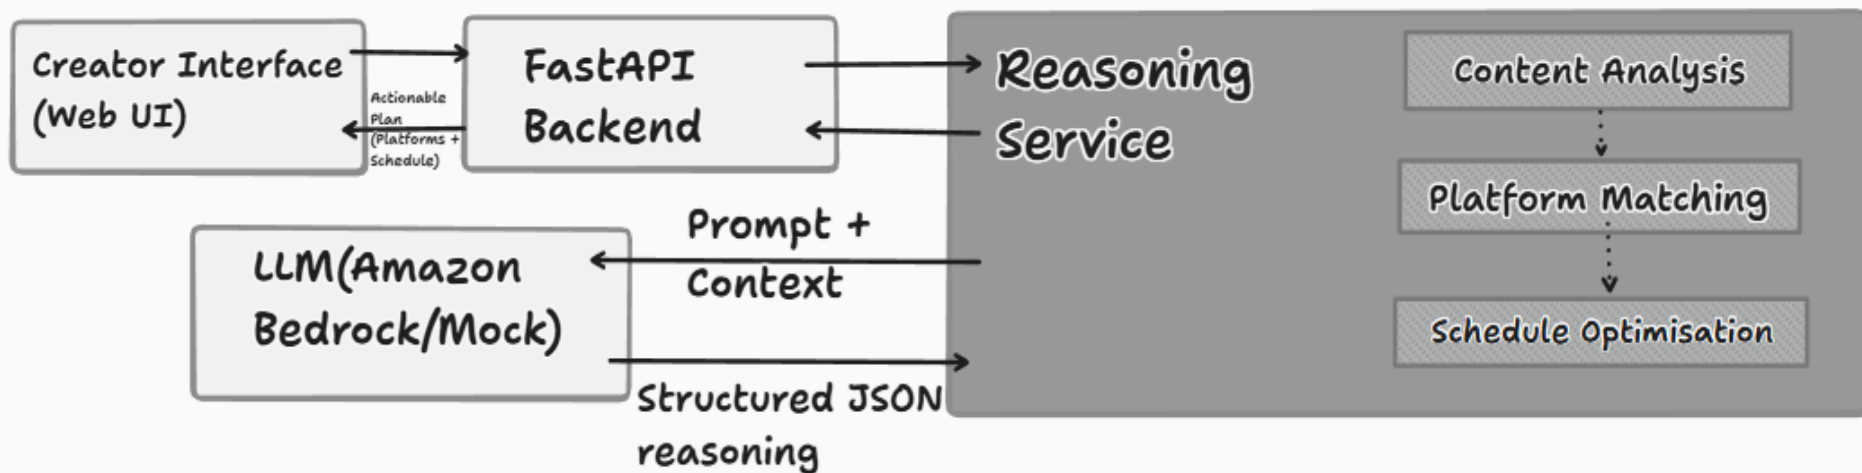 Creator Interface
(Web UI)
Actionable
Plan
(Platforms +
Schedule)
FastAPI
Backend
Reasoning
Service
Content Analysis
Platform Matching
Schedule Optimisation
Prompt +
Context
LLM(Amazon
Bedrock/Mock)
Structured JSON
reasoning